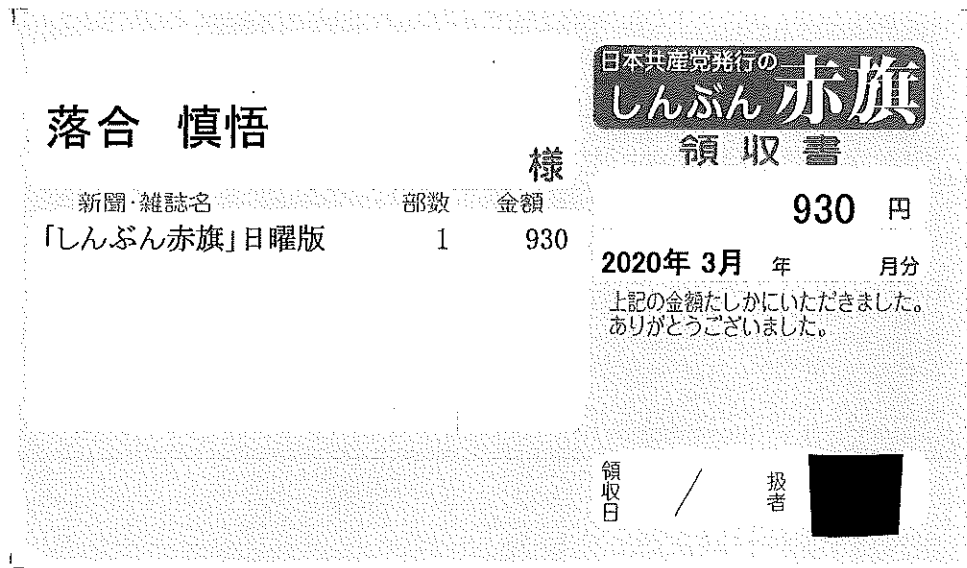 落合 慎悟
様
新聞・雑誌名 部数 金額
「しんぶん赤旗」日曜版 1 930
日本共産党発行の
しんぶん赤旗
領収書
930 円
2020年 3月 年 月分
上記の金額たしかにいただきました。
ありがとうございました。
領収日 / 扱者